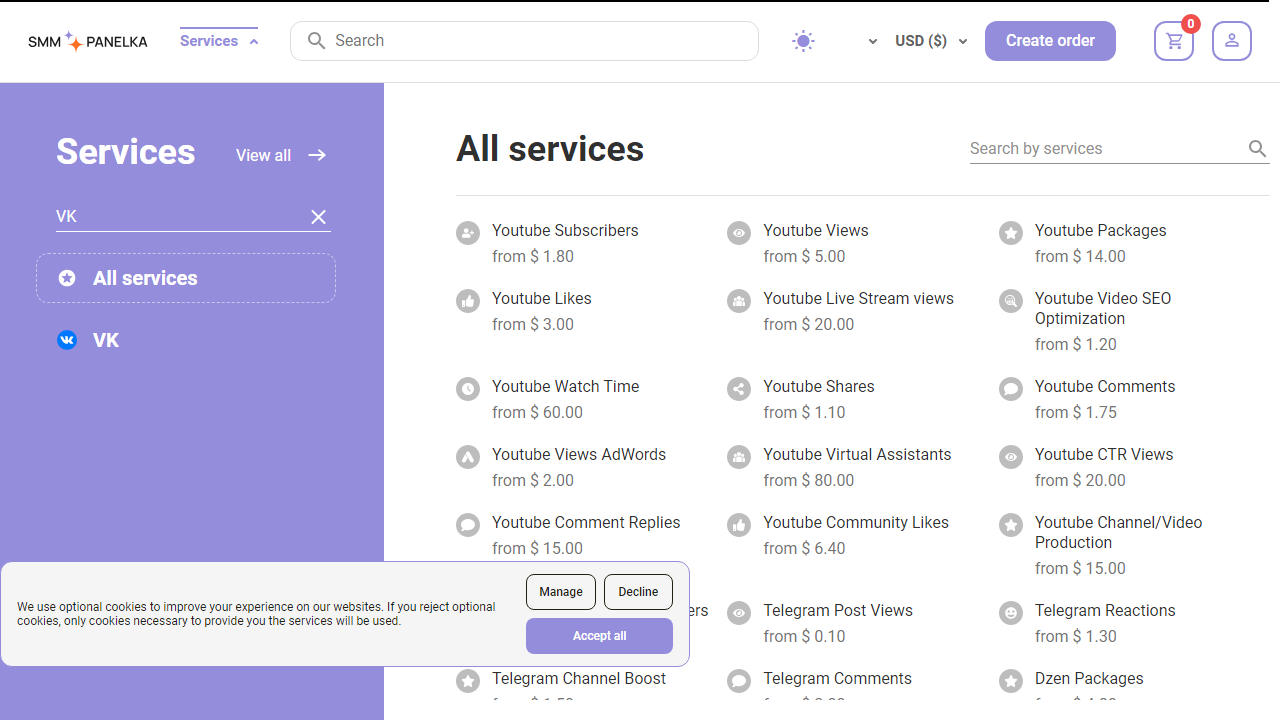 SMM PANELKA
Services
Search
USD ($)
Create order
0
Services
View all
VK
All services
VK
All services
Search by services
Youtube Subscribers
from $ 1.80
Youtube Views
from $ 5.00
Youtube Packages
from $ 14.00
Youtube Likes
from $ 3.00
Youtube Live Stream views
from $ 20.00
Youtube Video SEO
Optimization
from $ 1.20
Youtube Watch Time
from $ 60.00
Youtube Shares
from $ 1.10
Youtube Comments
from $ 1.75
Youtube Views AdWords
from $ 2.00
Youtube Virtual Assistants
from $ 80.00
Youtube CTR Views
from $ 20.00
Youtube Comment Replies
from $ 15.00
Youtube Community Likes
from $ 6.40
Youtube Channel/Video
Production
from $ 15.00
Telegram Post Views
from $ 0.10
Telegram Reactions
from $ 1.30
Telegram Channel Boost
Telegram Comments
Dzen Packages
We use optional cookies to improve your experience on our websites. If you reject optional
cookies, only cookies necessary to provide you the services will be used.
Manage
Decline
Accept all